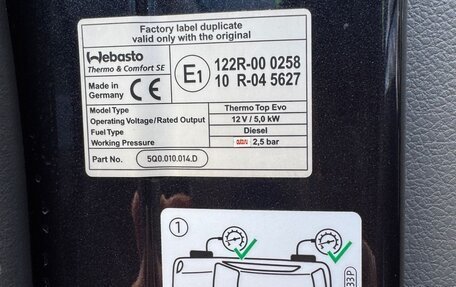 Factory label duplicate
valid only with the original
Webasto
Thermo & Comfort SE
Made in
Germany
CE
E1
122R-00 0258
10 R-04 5627
Model Type Thermo Top Evo
Operating Voltage/Rated Output 12 V / 5,0 kW
Fuel Type Diesel
Working Pressure 2,5 bar
Part No. 5Q0.010.014.D
1
33P